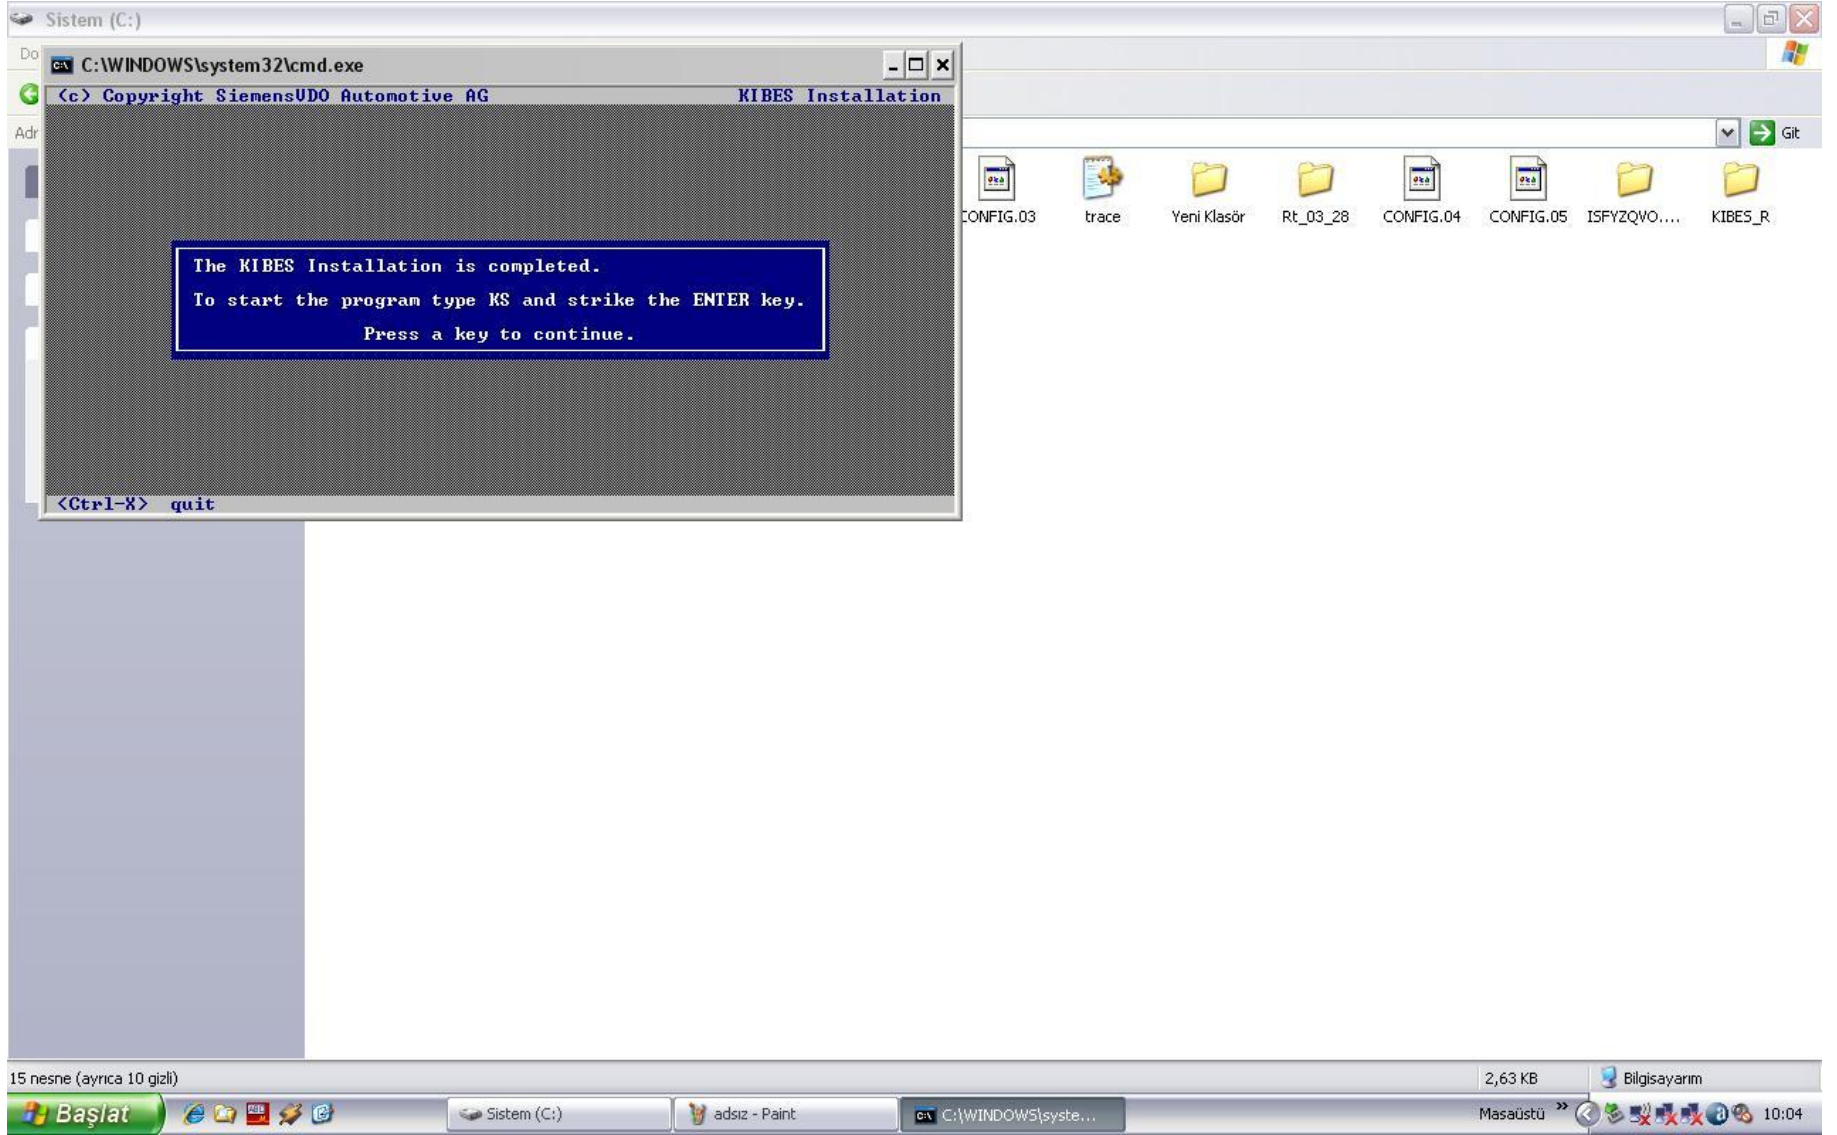 Sistem (C:)
Do
C:\WINDOWS\system32\cmd.exe
(c) Copyright SiemensVDO Automotive AG KIBES Installation
Adr
Git
The KIBES Installation is completed.
To start the program type KS and strike the ENTER key.
Press a key to continue.
<Ctrl-X> quit
CONFIG.03 trace Yeni Klasör Rt_03_28 CONFIG.04 CONFIG.05 ISFYZQVO.... KIBES_R
15 nesne (ayrıca 10 gizli) 2,63 KB Bilgisayarım
Başlat Sistem (C:) adsız - Paint C:\WINDOWS\syste... Masaüstü » 10:04